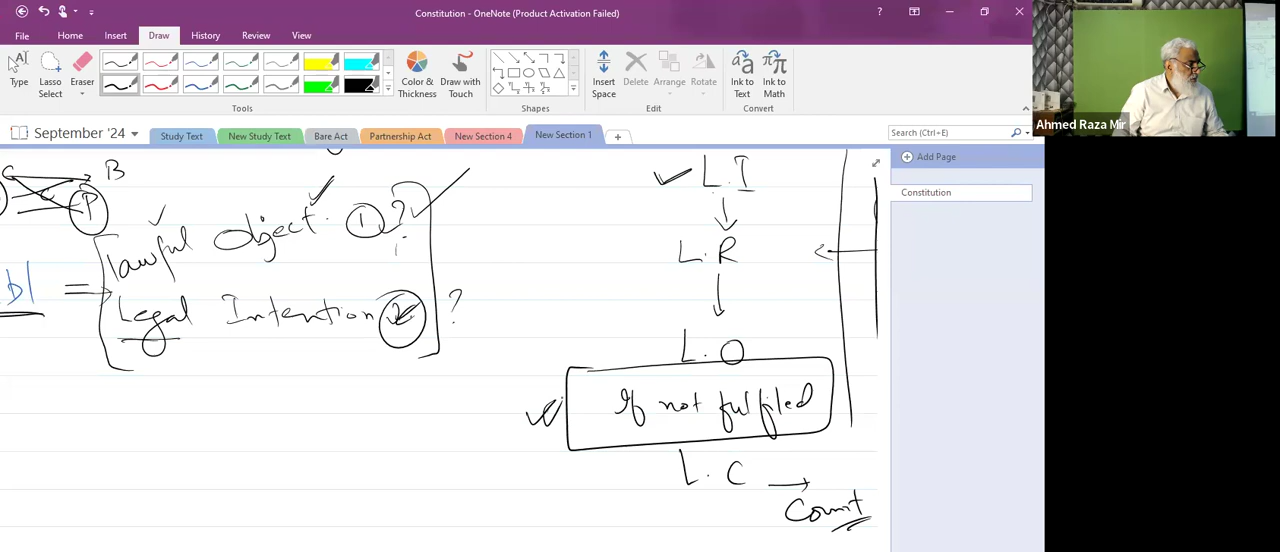 Constitution - OneNote (Product Activation Failed)
?
File Home Insert Draw History Review View
Type Lasso Select Eraser Color & Thickness Draw with Touch Insert Space Delete Arrange Rotate Ink to Text Ink to Math
Tools Shapes Edit Convert
September '24 Study Text New Study Text Bare Act Partnership Act New Section 4 New Section 1 Search (Ctrl+E)
Ahmed Raza Mir
Add Page
Constitution
B
P
lawful object 1 ?
= Legal Intention 2 ?
L.I
L.R
L.O
If not fulfiled
L.C → Court